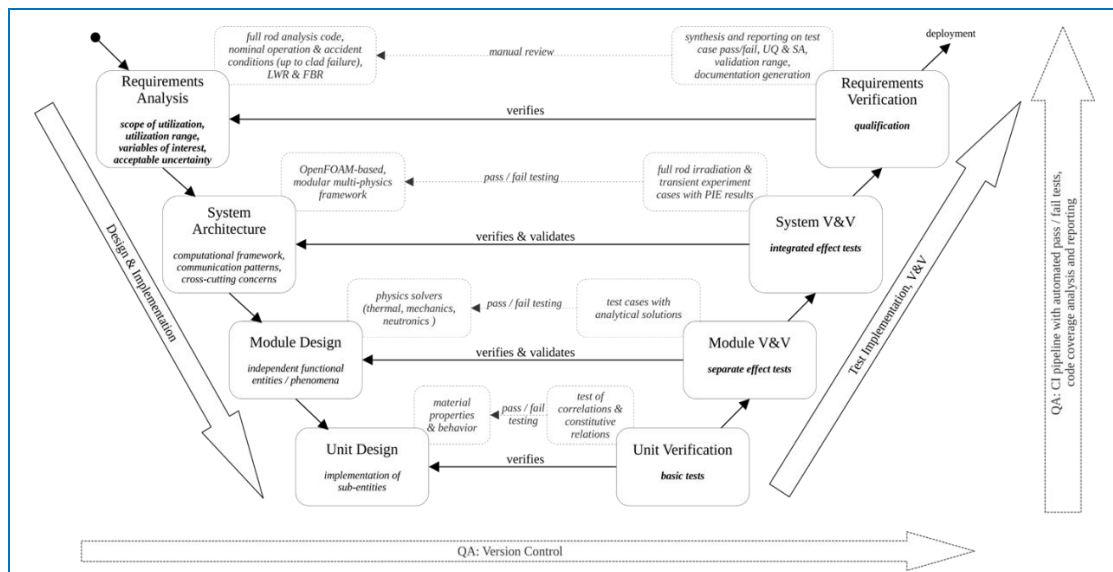 full rod analysis code,
nominal operation & accident
conditions (up to clad failure),
LWR & FBR
manual review
synthesis and reporting on test
case pass/fail, UQ & SA,
validation range,
documentation generation
deployment
Requirements
Analysis
scope of utilization,
utilization range,
variables of interest,
acceptable uncertainty
verifies
Requirements
Verification
qualification
OpenFOAM-based,
modular multi-physics
framework
pass / fail testing
full rod irradiation &
transient experiment
cases with PIE results
System
Architecture
computational framework,
communication patterns,
cross-cutting concerns
verifies & validates
System V&V
integrated effect tests
physics solvers
(thermal, mechanics,
neutronics )
pass / fail testing
test cases with
analytical solutions
Module Design
independent functional
entities / phenomena
verifies & validates
Module V&V
separate effect tests
material
properties
& behavior
pass / fail
testing
test of
correlations &
constitutive
relations
Unit Design
implementation of
sub-entities
verifies
Unit Verification
basic tests
Design & Implementation
Test Implementation, V&V
QA: CI pipeline with automated pass / fail tests,
code coverage analysis and reporting
QA: Version Control